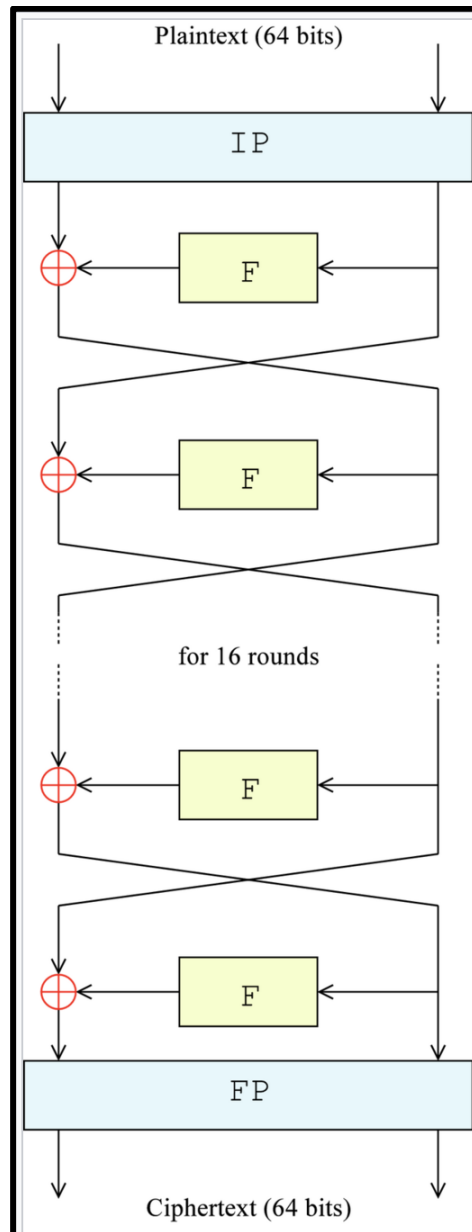 Plaintext (64 bits)
IP
F
F
for 16 rounds
F
F
FP
Ciphertext (64 bits)